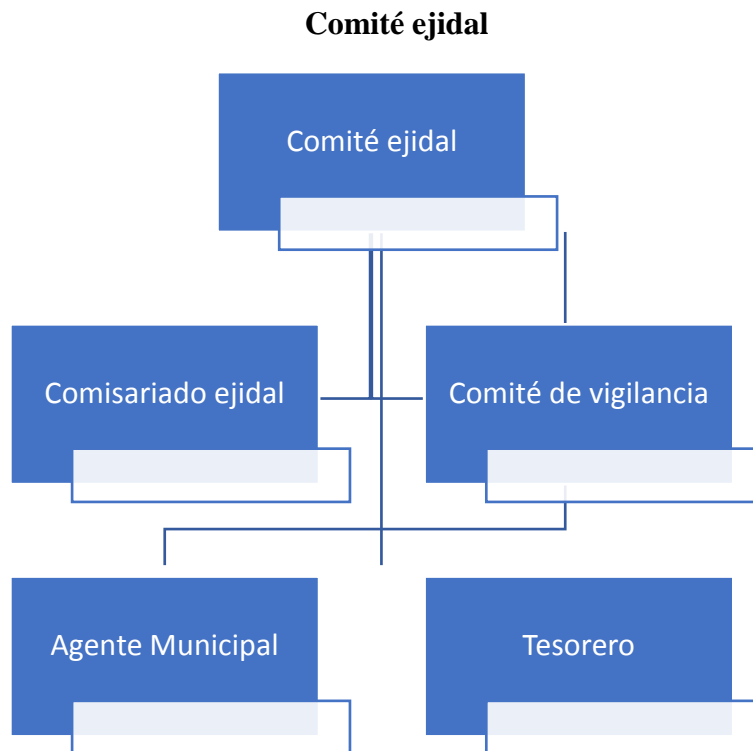 Comité ejidal
Comité ejidal
Comisariado ejidal
Comité de vigilancia
Agente Municipal
Tesorero